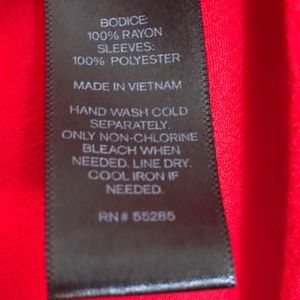 BODICE:
100% RAYON
SLEEVES:
100% POLYESTER
MADE IN VIETNAM
HAND WASH COLD
SEPARATELY.
ONLY NON-CHLORINE
BLEACH WHEN
NEEDED. LINE DRY.
COOL IRON IF
NEEDED.
RN# 55285